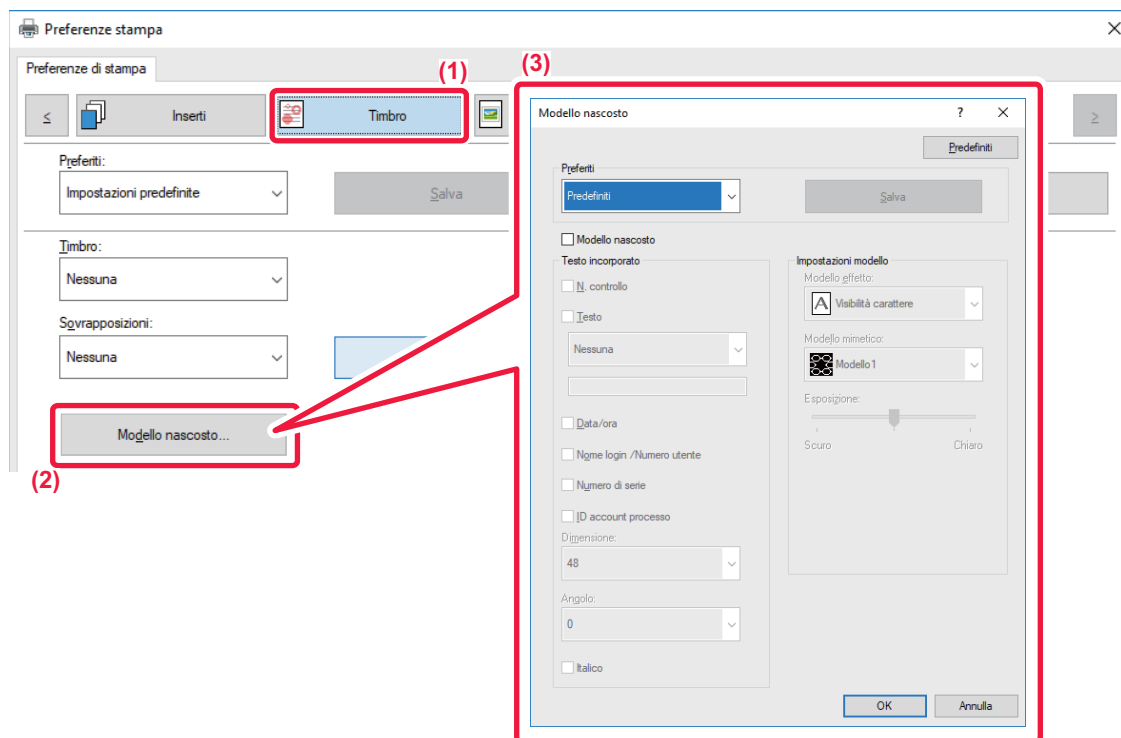 Preferenze stampa
Preferenze di stampa
(1)
<
Inserti
Timbro
>
Preferiti:
Impostazioni predefinite
Salva
Timbro:
Nessuna
Sovrapposizioni:
Nessuna
Modello nascosto...
(2)
(3)
Modello nascosto
?
Predefiniti
Preferiti
Predefiniti
Salva
Modello nascosto
Testo incorporato
N. controllo
Testo
Nessuna
Data/ora
Nome login /Numero utente
Numero di serie
ID account processo
Dimensione:
48
Angolo:
0
Italico
Impostazioni modello
Modello effetto:
A Visibilità carattere
Modello mimetico:
Modello1
Esposizione:
Scuro Chiaro
OK Annulla